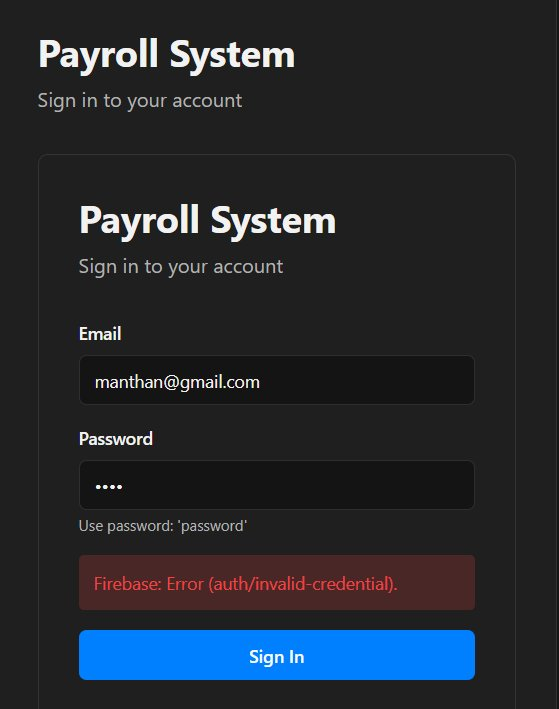 Payroll System
Sign in to your account
Payroll System
Sign in to your account
Email
manthan@gmail.com
Password
••••
Use password: 'password'
Firebase: Error (auth/invalid-credential).
Sign In